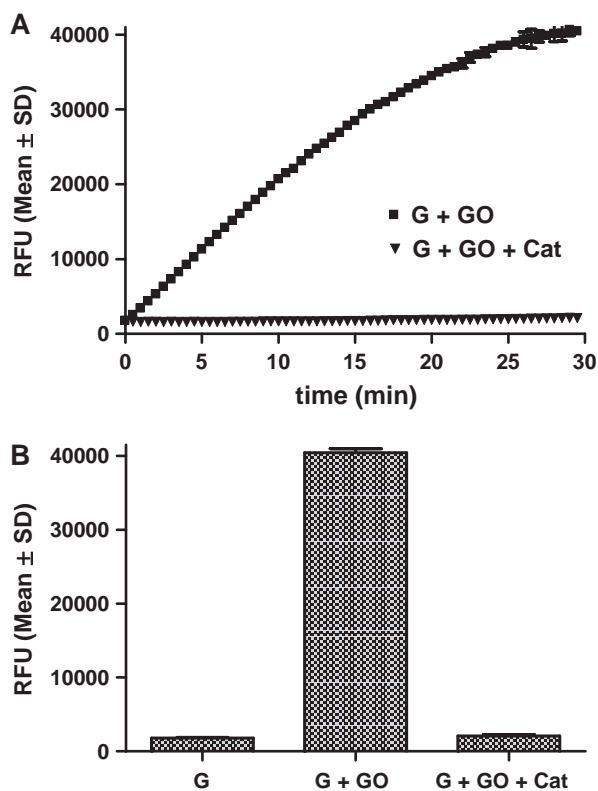 A
RFU (Mean ± SD)
40000
30000
20000
10000
0
G + GO
G + GO + Cat
0 5 10 15 20 25 30
time (min)
B
RFU (Mean ± SD)
40000
30000
20000
10000
0
G G + GO G + GO + Cat